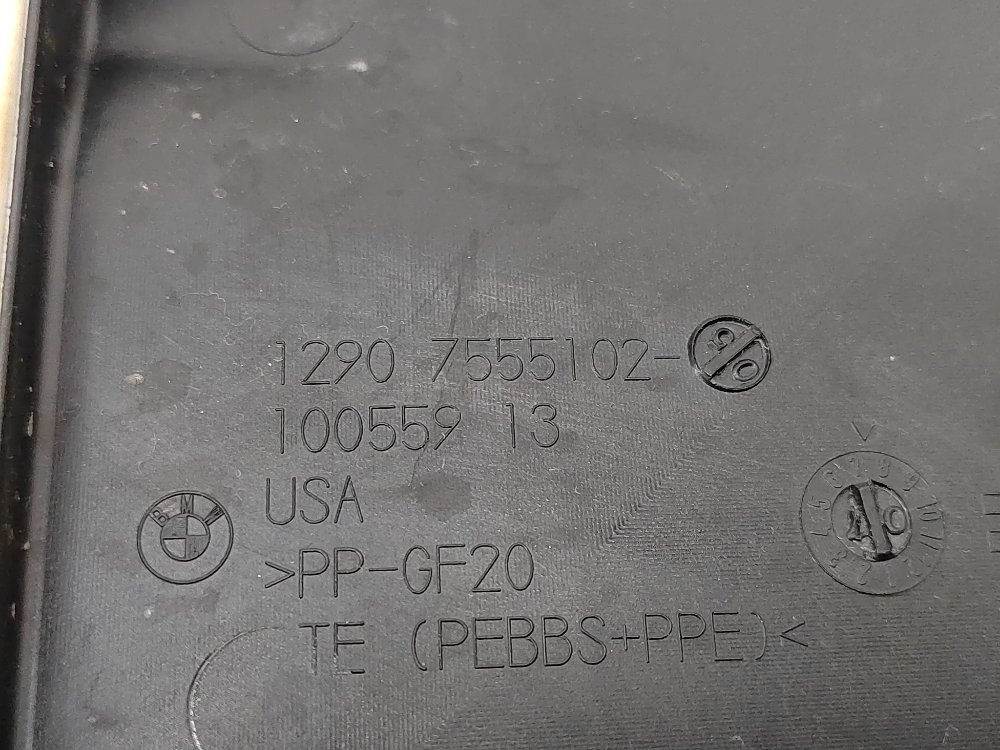 1290 7555102-
100559 13
USA
BMW
>PP-GF20
TE (PEBBS+PPE)<